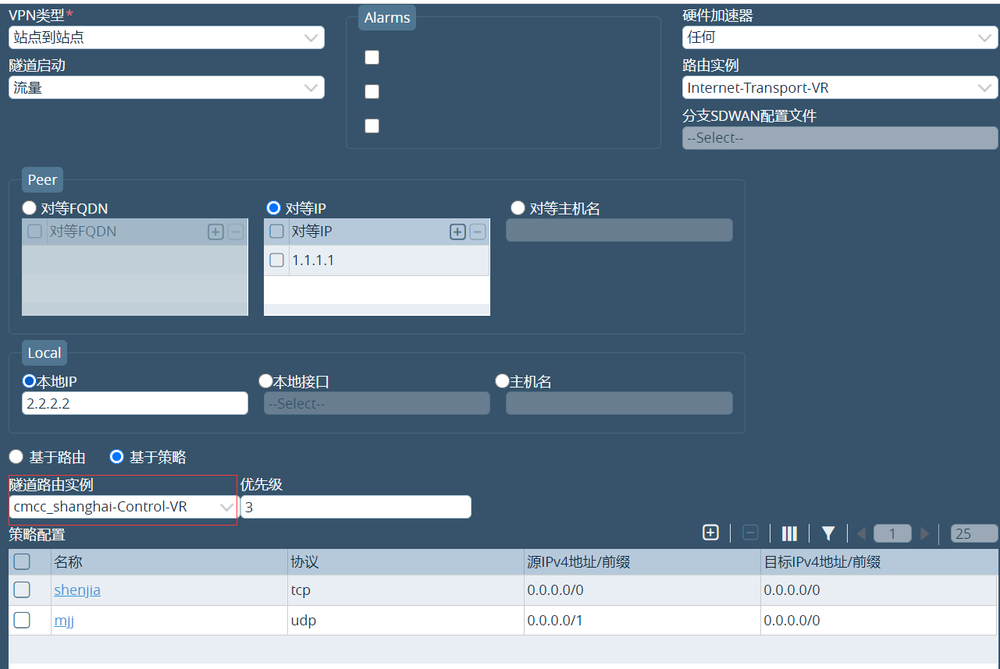 VPN类型*
站点到站点
隧道启动
流量
Alarms
硬件加速器
任何
路由实例
Internet-Transport-VR
分支SDWAN配置文件
--Select--
Peer
对等FQDN
对等FQDN
对等IP
对等IP
1.1.1.1
对等主机名
Local
本地IP
2.2.2.2
本地接口
--Select--
主机名
基于路由 基于策略
隧道路由实例 优先级
cmcc_shanghai-Control-VR 3
策略配置 1 25
名称 协议 源IPv4地址/前缀 目标IPv4地址/前缀
shenjia tcp 0.0.0.0/0 0.0.0.0/0
mjj udp 0.0.0.0/1 0.0.0.0/0